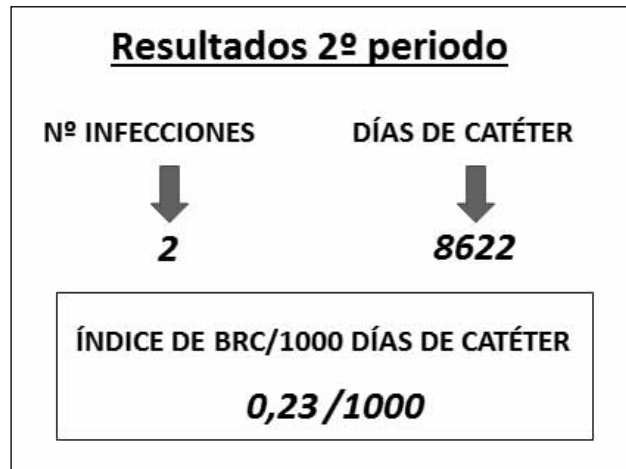 Resultados 2º periodo
Nº INFECCIONES DÍAS DE CATÉTER
2 8622
ÍNDICE DE BRC/1000 DÍAS DE CATÉTER
0,23 /1000